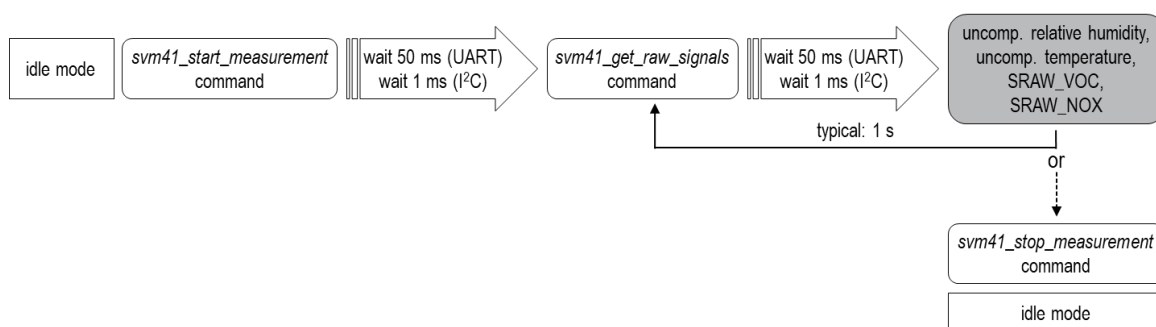 idle mode
svm41_start_measurement
command
wait 50 ms (UART)
wait 1 ms (I²C)
svm41_get_raw_signals
command
wait 50 ms (UART)
wait 1 ms (I²C)
uncomp. relative humidity,
uncomp. temperature,
SRAW_VOC,
SRAW_NOX
typical: 1 s
or
svm41_stop_measurement
command
idle mode